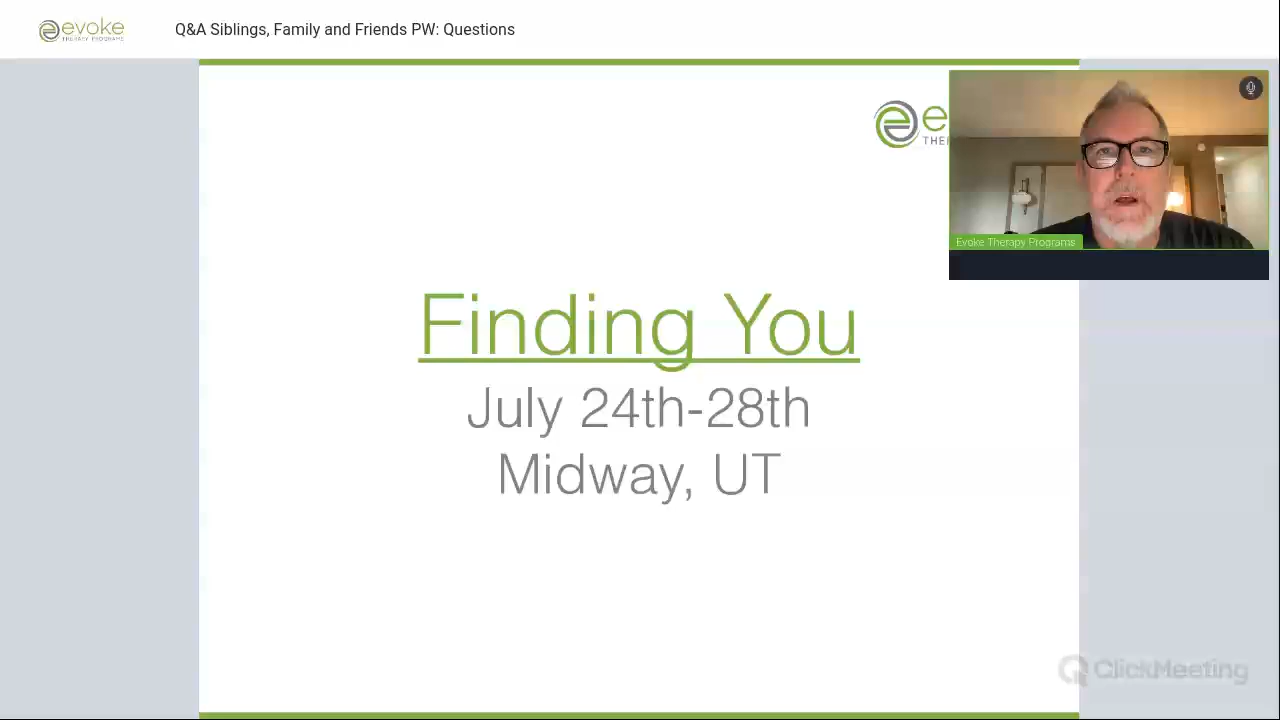 evoke
THERAPY PROGRAMS
Q&A Siblings, Family and Friends PW: Questions
e
THE
Evoke Therapy Programs
Finding You
July 24th-28th
Midway, UT
ClickMeeting